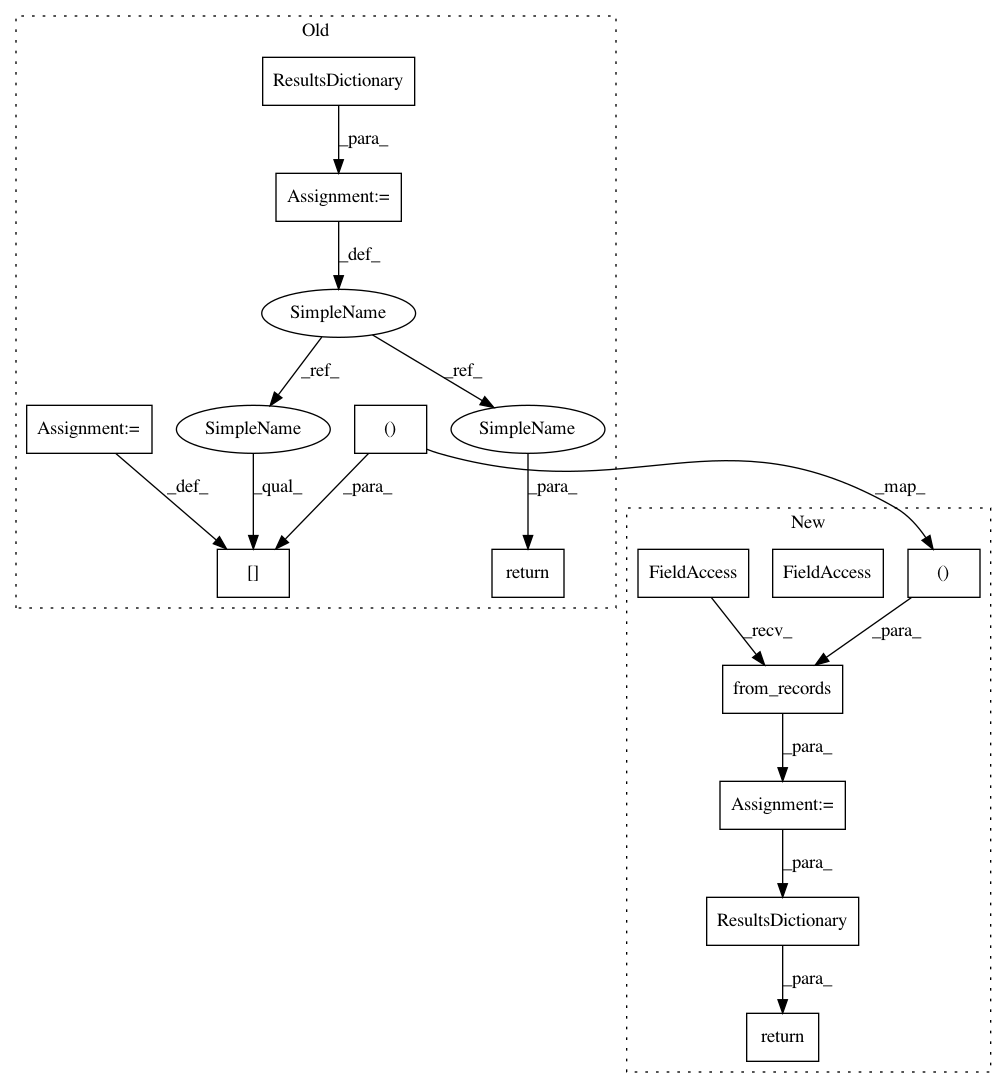 Old
ResultsDictionary
_para_
Assignment:=
_def_
SimpleName
_ref_
_ref_
Assignment:=
SimpleName
()
SimpleName
_def_
_qual_
_para_
_para_
_map_
[]
return
New
FieldAccess
FieldAccess
()
_recv_
_para_
from_records
_para_
Assignment:=
_para_
ResultsDictionary
_para_
return